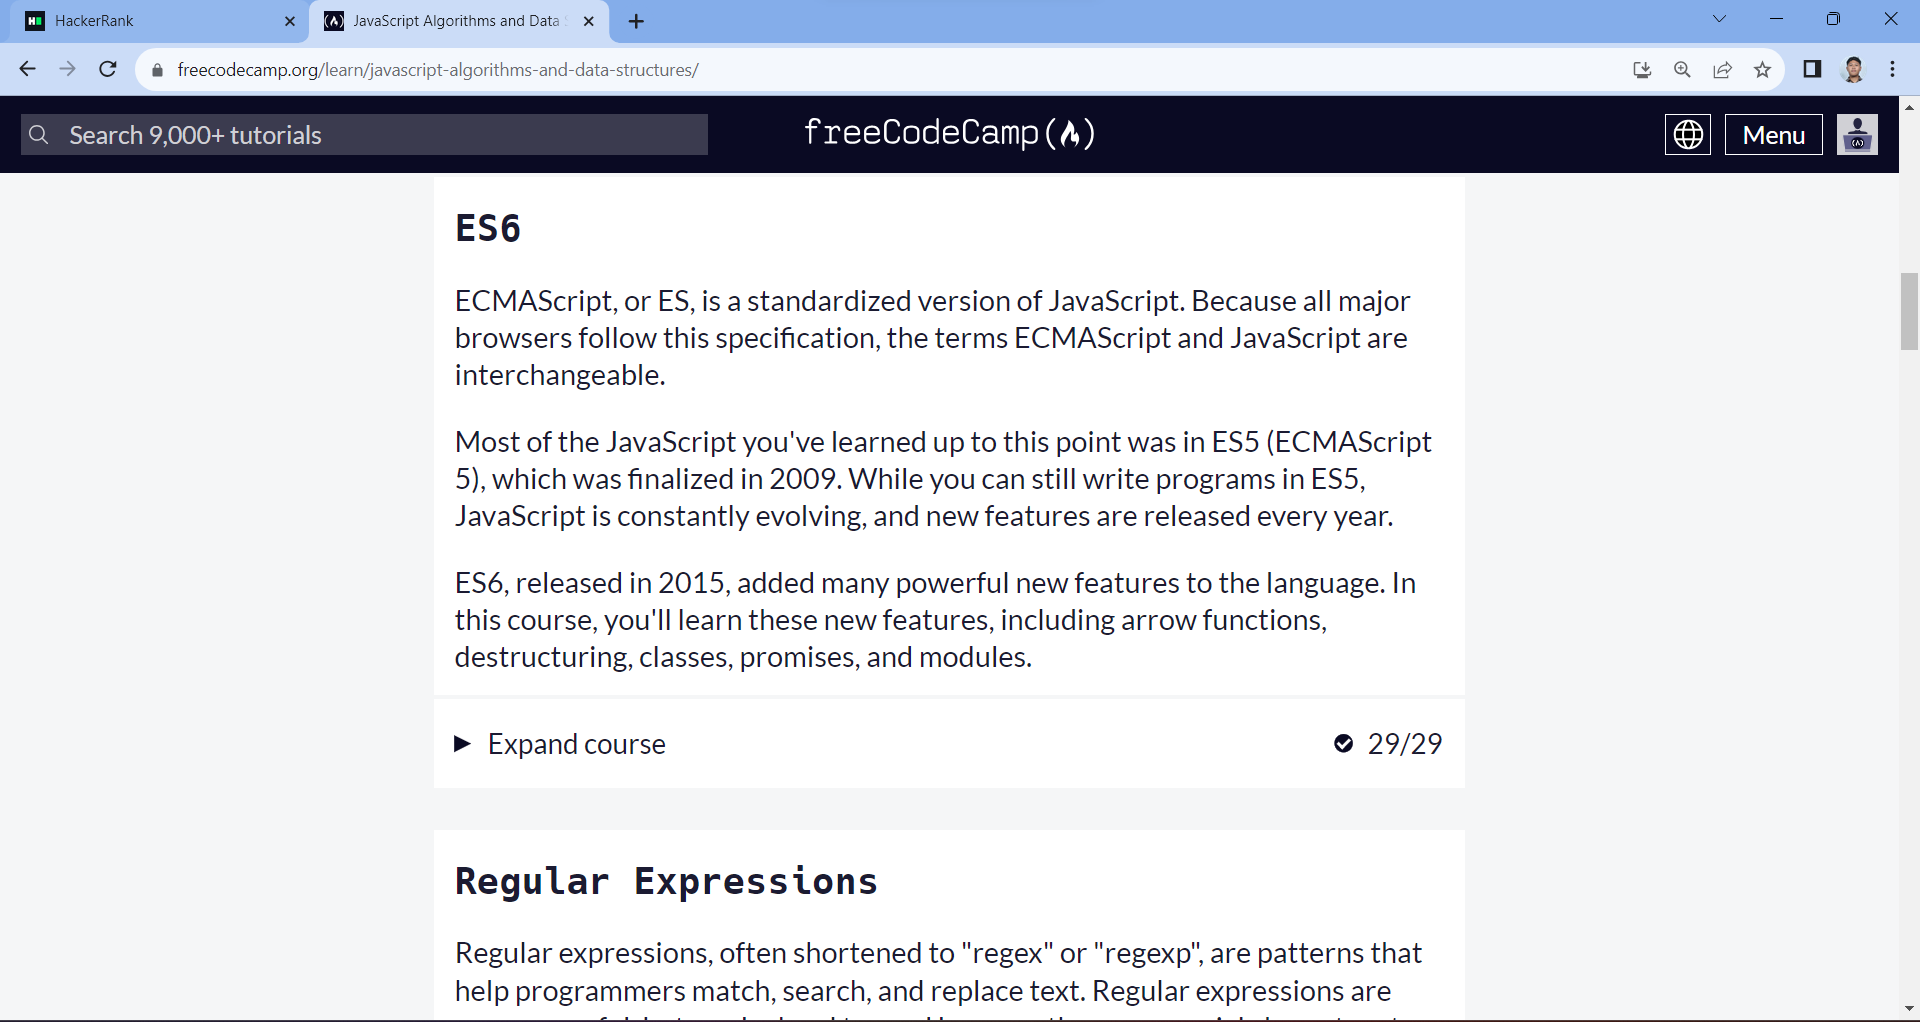 HackerRank
JavaScript Algorithms and Data
freecodecamp.org/learn/javascript-algorithms-and-data-structures/
Search 9,000+ tutorials
freeCodeCamp(🔥)
Menu
ES6
ECMAScript, or ES, is a standardized version of JavaScript. Because all major
browsers follow this specification, the terms ECMAScript and JavaScript are
interchangeable.
Most of the JavaScript you've learned up to this point was in ES5 (ECMAScript
5), which was finalized in 2009. While you can still write programs in ES5,
JavaScript is constantly evolving, and new features are released every year.
ES6, released in 2015, added many powerful new features to the language. In
this course, you'll learn these new features, including arrow functions,
destructuring, classes, promises, and modules.
Expand course
29/29
Regular Expressions
Regular expressions, often shortened to "regex" or "regexp", are patterns that
help programmers match, search, and replace text. Regular expressions are